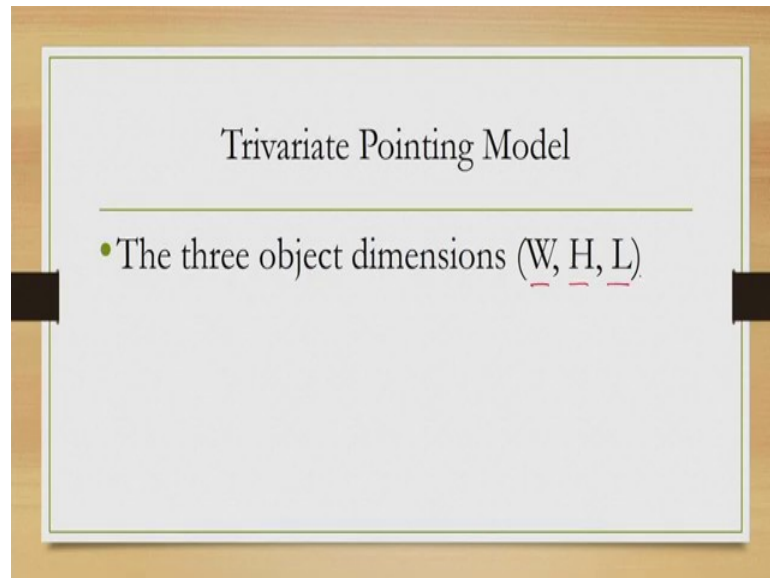 Trivariate Pointing Model
•The three object dimensions (W, H, L)